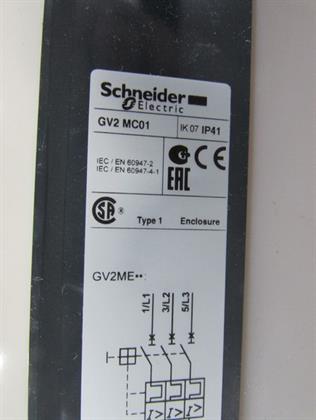 Schneider
Electric
GV2 MC01
IK 07 IP41
IEC / EN 60947-2
IEC / EN 60947-4-1
CE
EAC
SA ®
Type 1 Enclosure
GV2ME••:
1/L1
3/L2
5/L3
I>
I>
I>